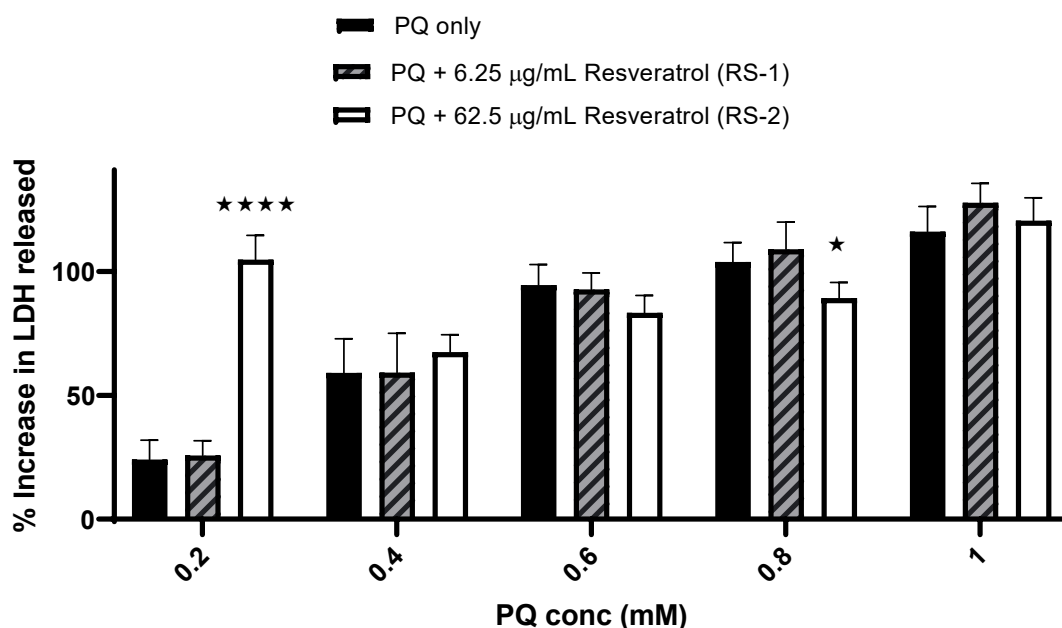 PQ only
PQ + 6.25 μg/mL Resveratrol (RS-1)
PQ + 62.5 μg/mL Resveratrol (RS-2)
% Increase in LDH released
★★★★
★
100
50
0
0.2
0.4
0.6
0.8
1
PQ conc (mM)